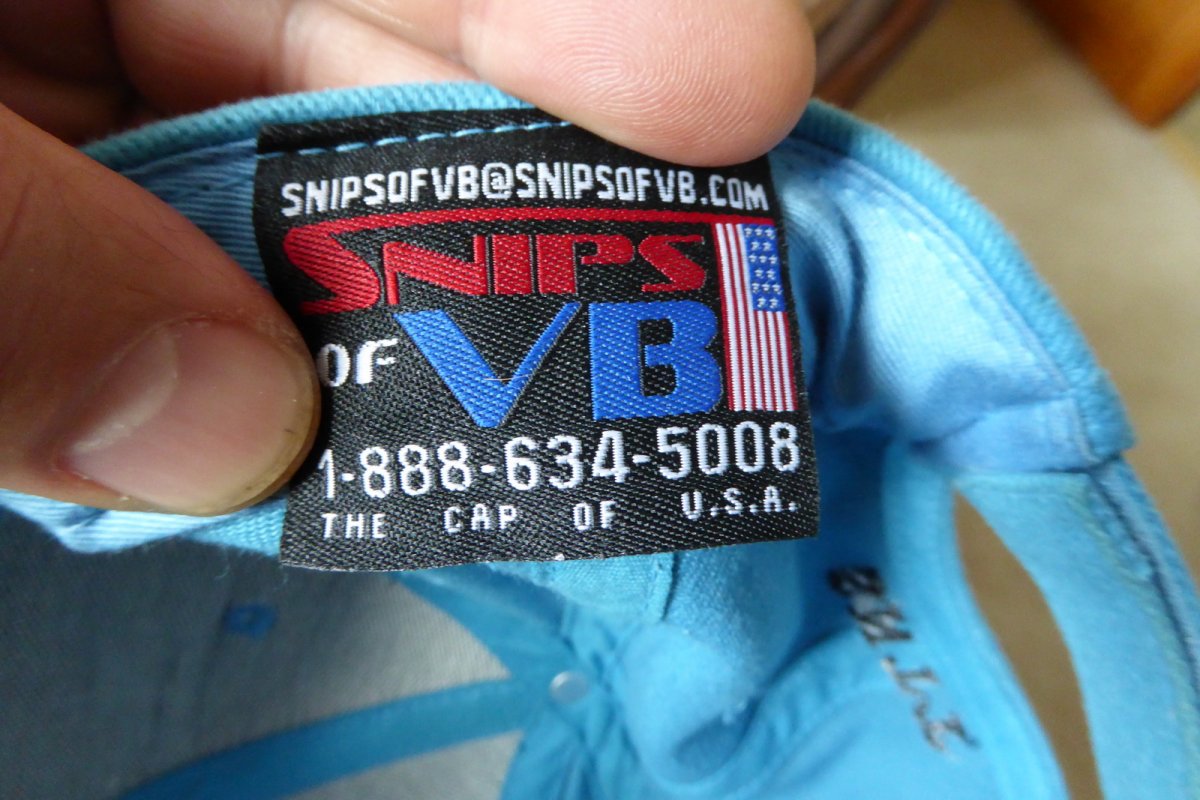 SNIPSOFVB@SNIPSOFVB.COM
SNIPS
OF VB
1-888-634-5008
THE CAP OF U.S.A.